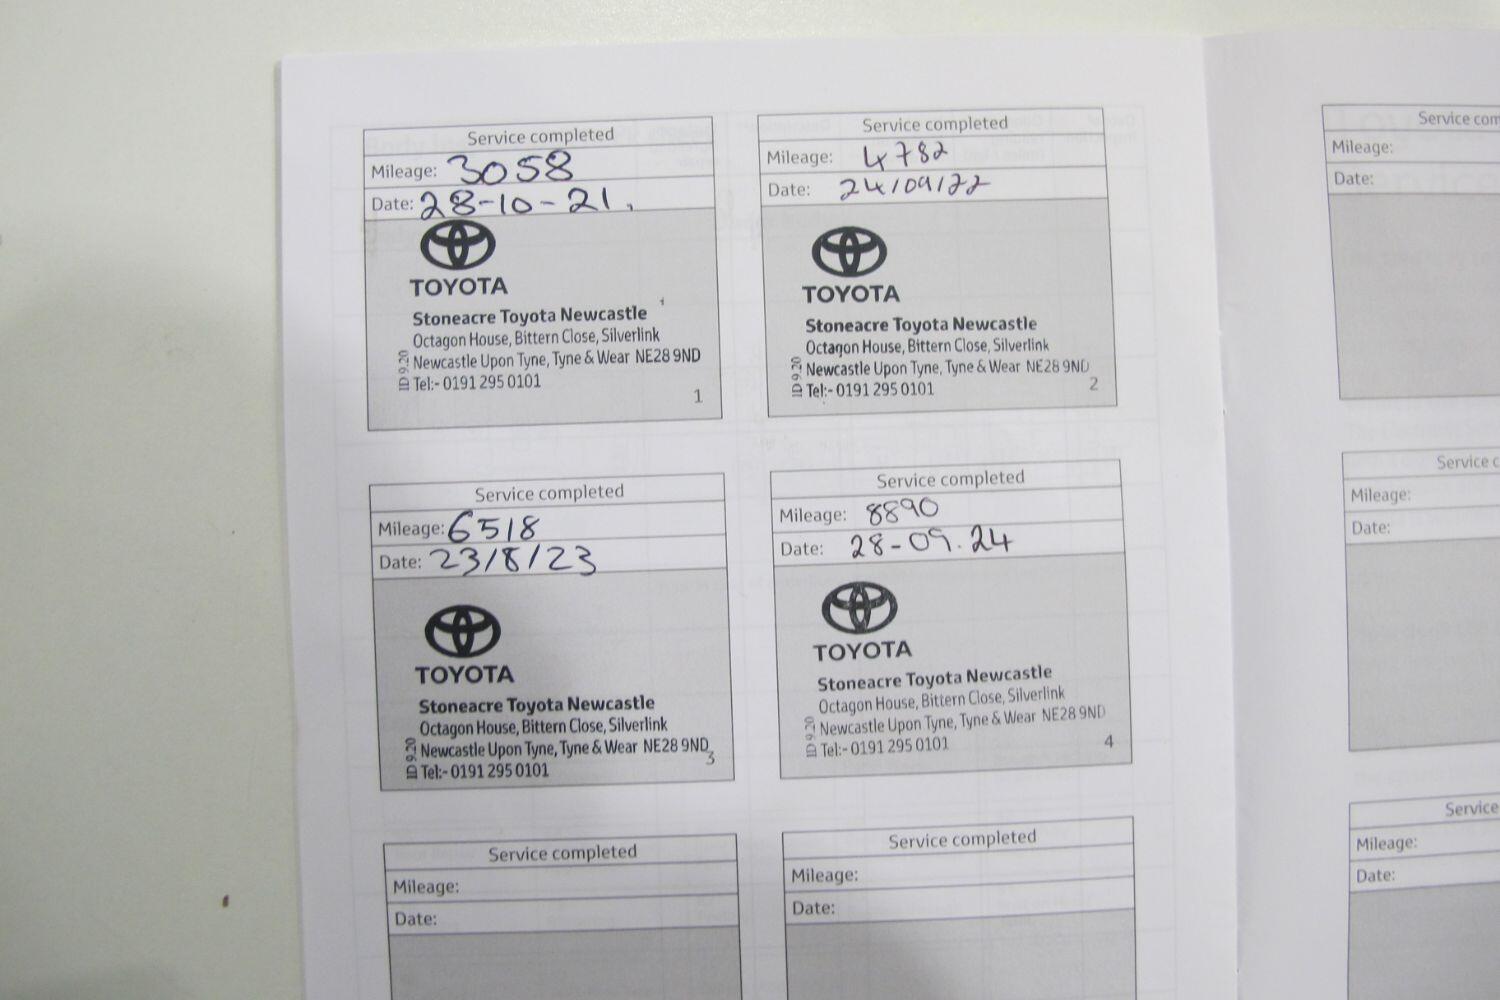 Service completed
Mileage: 3058
Date: 28-10-21.
TOYOTA
Stoneacre Toyota Newcastle
Octagon House, Bittern Close, Silverlink
Newcastle Upon Tyne, Tyne & Wear NE28 9ND
Tel:- 0191 295 0101
ID 9.20
1
Service completed
Mileage: 4782
Date: 24/09/22
TOYOTA
Stoneacre Toyota Newcastle
Octagon House, Bittern Close, Silverlink
Newcastle Upon Tyne, Tyne & Wear NE28 9ND
Tel:- 0191 295 0101
ID 9.20
2
Service completed
Mileage: 6518
Date: 23/8/23
TOYOTA
Stoneacre Toyota Newcastle
Octagon House, Bittern Close, Silverlink
Newcastle Upon Tyne, Tyne & Wear NE28 9ND
Tel:- 0191 295 0101
ID 9.20
3
Service completed
Mileage: 8890
Date: 28-09.24
TOYOTA
Stoneacre Toyota Newcastle
Octagon House, Bittern Close, Silverlink
Newcastle Upon Tyne, Tyne & Wear NE28 9ND
Tel:- 0191 295 0101
ID 9.20
4
Service completed
Mileage:
Date:
Service completed
Mileage:
Date:
Service com
Mileage:
Date:
Service c
Mileage:
Date:
Service
Mileage:
Date: